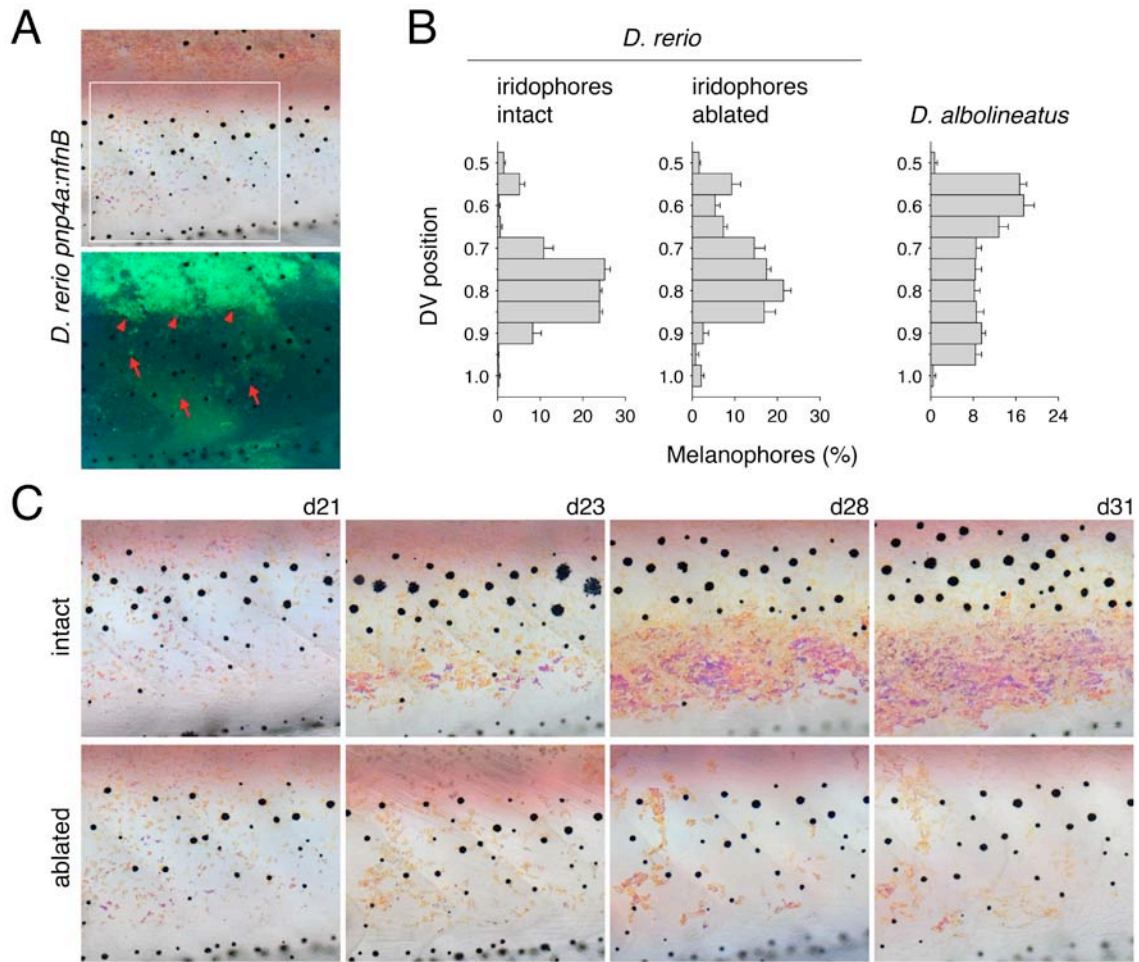 A
D. rerio pnp4a:nfnB
B
D. rerio
iridophores
intact
iridophores
ablated
D. albolineatus
DV position
0.5
0.6
0.7
0.8
0.9
1.0
0.5
0.6
0.7
0.8
0.9
1.0
0.5
0.6
0.7
0.8
0.9
1.0
0 10 20 30
0 10 20 30
0 8 16 24
Melanophores (%)
C
d21 d23 d28 d31
intact
ablated